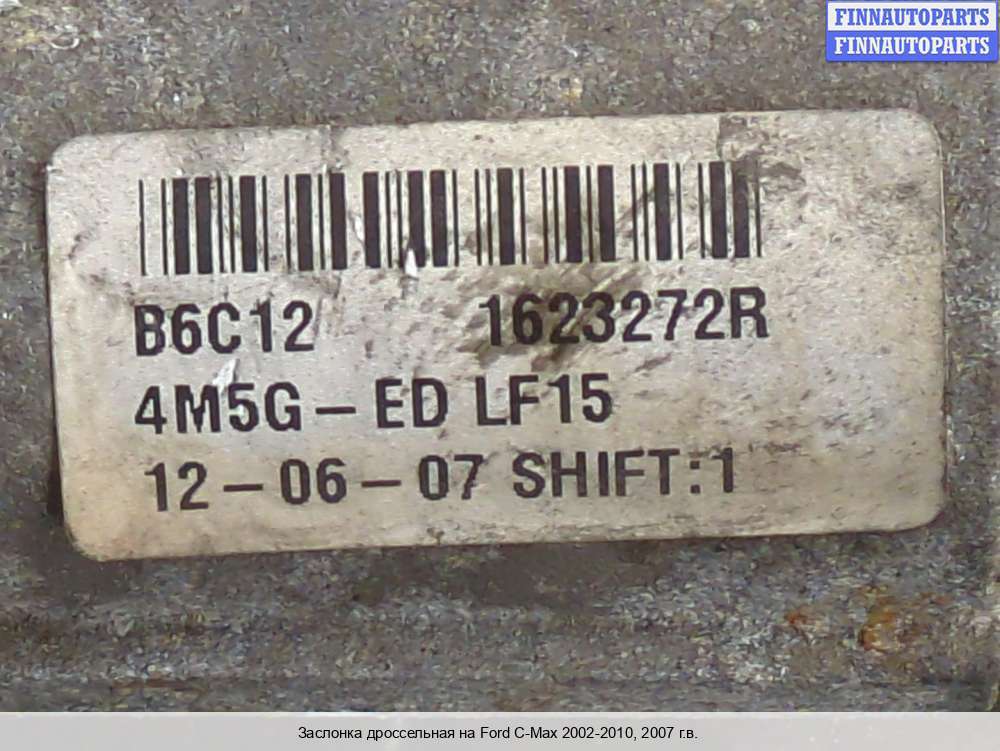 FINNAUTOPARTS
FINNAUTOPARTS
B6C12 1623272R
4M5G-ED LF15
12-06-07 SHIFT:1
Заслонка дроссельная на Ford C-Max 2002-2010, 2007 г.в.